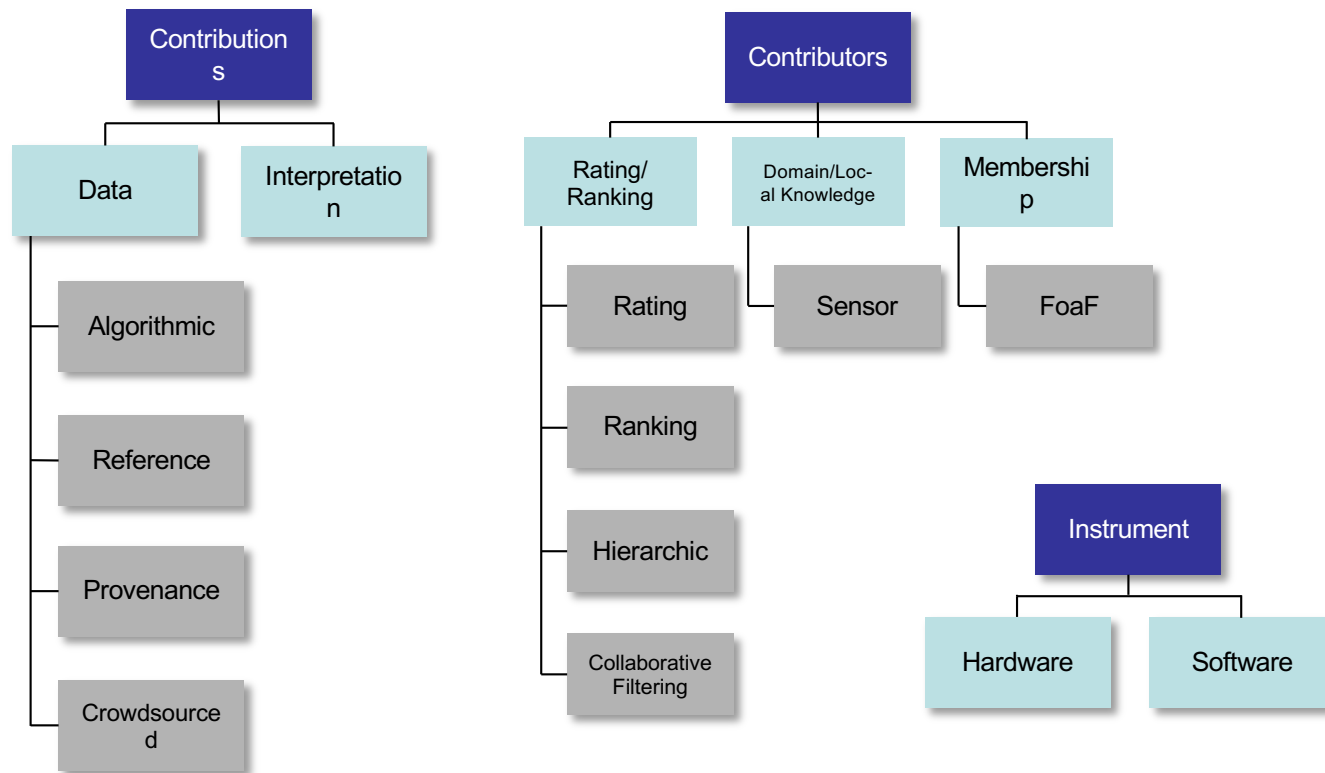 Contribution
s
Data
Interpretatio
n
Algorithmic
Reference
Provenance
Crowdsource
d
Contributors
Rating/
Ranking
Domain/Loc-
al Knowledge
Membershi
p
Rating
Sensor
FoaF
Ranking
Hierarchic
Collaborative
Filtering
Instrument
Hardware
Software